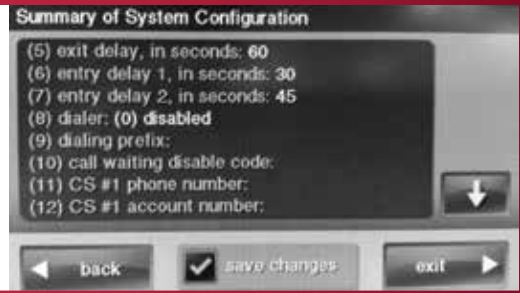 Summary of System Configuration
(5) exit delay, in seconds: 60
(6) entry delay 1, in seconds: 30
(7) entry delay 2, in seconds: 45
(8) dialer: (0) disabled
(9) dialing prefix:
(10) call waiting disable code:
(11) CS #1 phone number:
(12) CS #1 account number:
back
save changes
exit